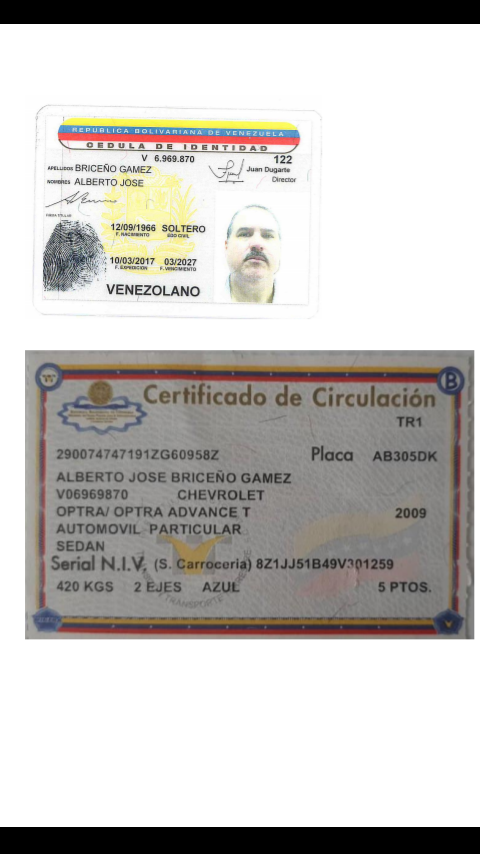 REPÚBLICA BOLIVARIANA DE VENEZUELA
CEDULA DE IDENTIDAD
V 6.969.870 122
APELLIDOS BRICEÑO GAMEZ
Juan Dugarte
NOMBRES ALBERTO JOSE
Director
FIRMA TITULAR
12/09/1966 SOLTERO
F. NACIMIENTO EDO CIVIL
10/03/2017 03/2027
F. EXPEDICION F. VENCIMIENTO
VENEZOLANO
B
Certificado de Circulación
TR1
290074747191ZG60958Z Placa AB305DK
ALBERTO JOSE BRICEÑO GAMEZ
V06969870 CHEVROLET
OPTRA/ OPTRA ADVANCE T 2009
AUTOMOVIL PARTICULAR
SEDAN
Serial N.I.V. (S. Carroceria) 8Z1JJ51B49V301259
420 KGS 2 EJES AZUL 5 PTOS.